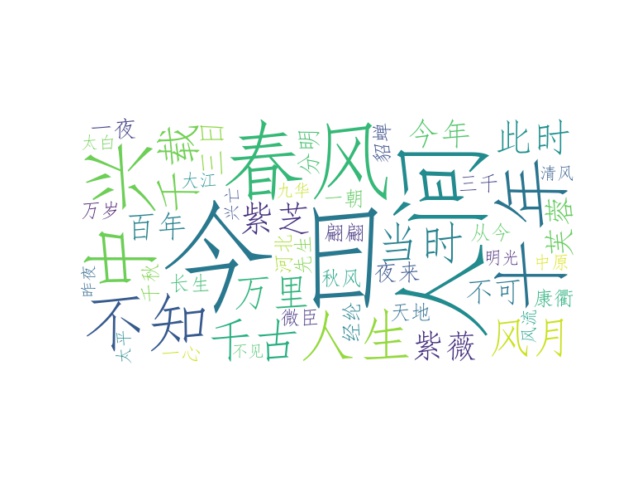 一夜
大白
兴
中兴
千载
三日
春风
分明
貂蝉
今年
人间
此时
十年
清风
三千
芙蓉
万岁
百年
大江
兴亡
紫芝
九华
一朝
今日
翩翩
当时
从今
明光
中原
昨夜
千秋
长生
万里
河北
先生
秋风
夜来
不可
康衢
不知
太平
一心
千古
不见
微臣
人生
经纶
天地
紫薇
风月
风流